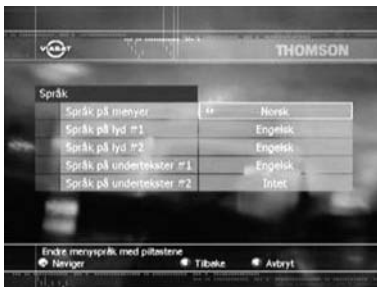 VIASAT
THOMSON
Språk
Språk på menyer Norsk
Språk på lyd #1 Engelsk
Språk på lyd #2 Engelsk
Språk på undertekster #1 Engelsk
Språk på undertekster #2 Intet
Endre menyspråk med piltastene
Naviger Tilbake Avbryt